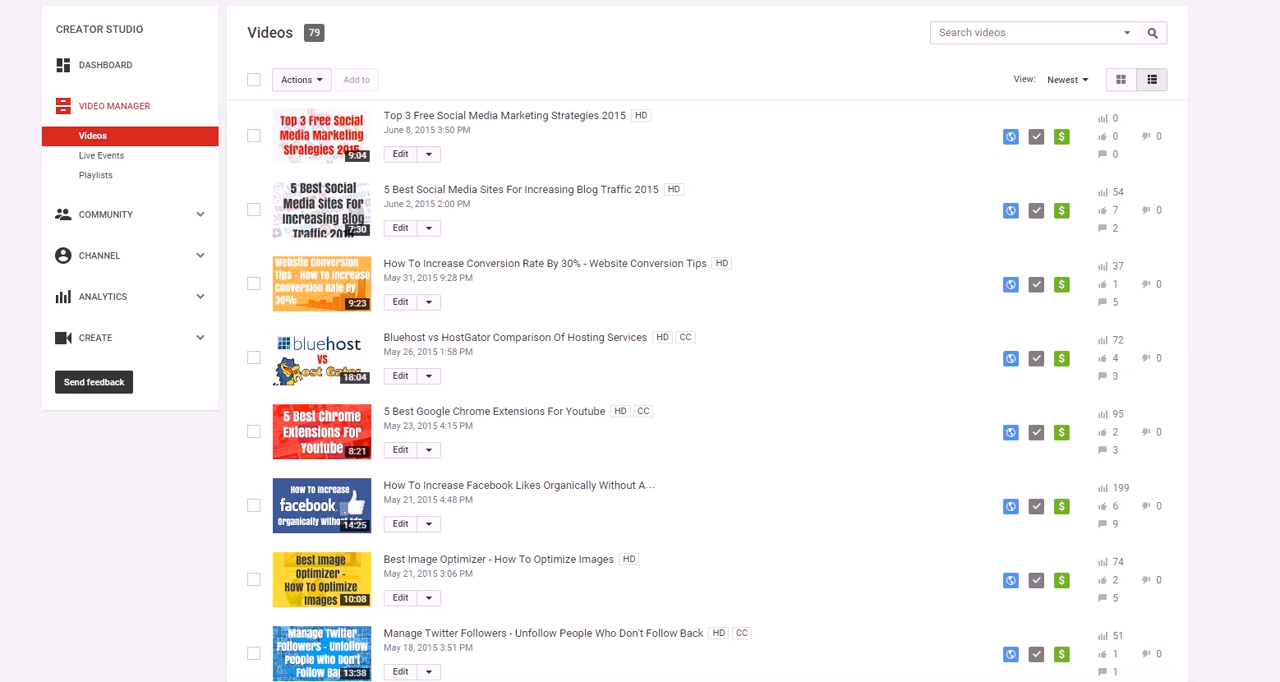 CREATOR STUDIO
DASHBOARD
VIDEO MANAGER
Videos
Live Events
Playlists
COMMUNITY
CHANNEL
ANALYTICS
CREATE
Send feedback
Videos 79
Search videos
Actions Add to
View: Newest
Top 3 Free Social
Media Marketing
Strategies 2015
9:04
Top 3 Free Social Media Marketing Strategies 2015 HD
June 8, 2015 3:50 PM
Edit
0
0 0
0
5 Best Social
Media Sites For
Increasing Blog
Traffic 201
7:30
5 Best Social Media Sites For Increasing Blog Traffic 2015 HD
June 2, 2015 2:00 PM
Edit
54
7 0
2
Website Conversion
Tips - How To Increase
Conversion Rate By
30%
9:23
How To Increase Conversion Rate By 30% - Website Conversion Tips HD
May 31, 2015 9:28 PM
Edit
37
1 0
5
bluehost
VS
Host Gator
18:04
Bluehost vs HostGator Comparison Of Hosting Services HD CC
May 26, 2015 1:58 PM
Edit
72
4 0
3
5 Best Chrome
Extensions For
Youtube
8:21
5 Best Google Chrome Extensions For Youtube HD CC
May 23, 2015 4:15 PM
Edit
95
2 0
3
How To Increase
facebook
Organically Without Ads
14:25
How To Increase Facebook Likes Organically Without A...
May 21, 2015 4:48 PM
Edit
199
6 0
9
Best Image
Optimizer -
How To Optimize
Images
10:08
Best Image Optimizer - How To Optimize Images HD
May 21, 2015 3:06 PM
Edit
74
2 0
5
Manage Twitter
Followers - Unfollow
People Who Don't
Follow Ba
13:38
Manage Twitter Followers - Unfollow People Who Don't Follow Back HD CC
May 18, 2015 3:51 PM
Edit
51
1 0
1